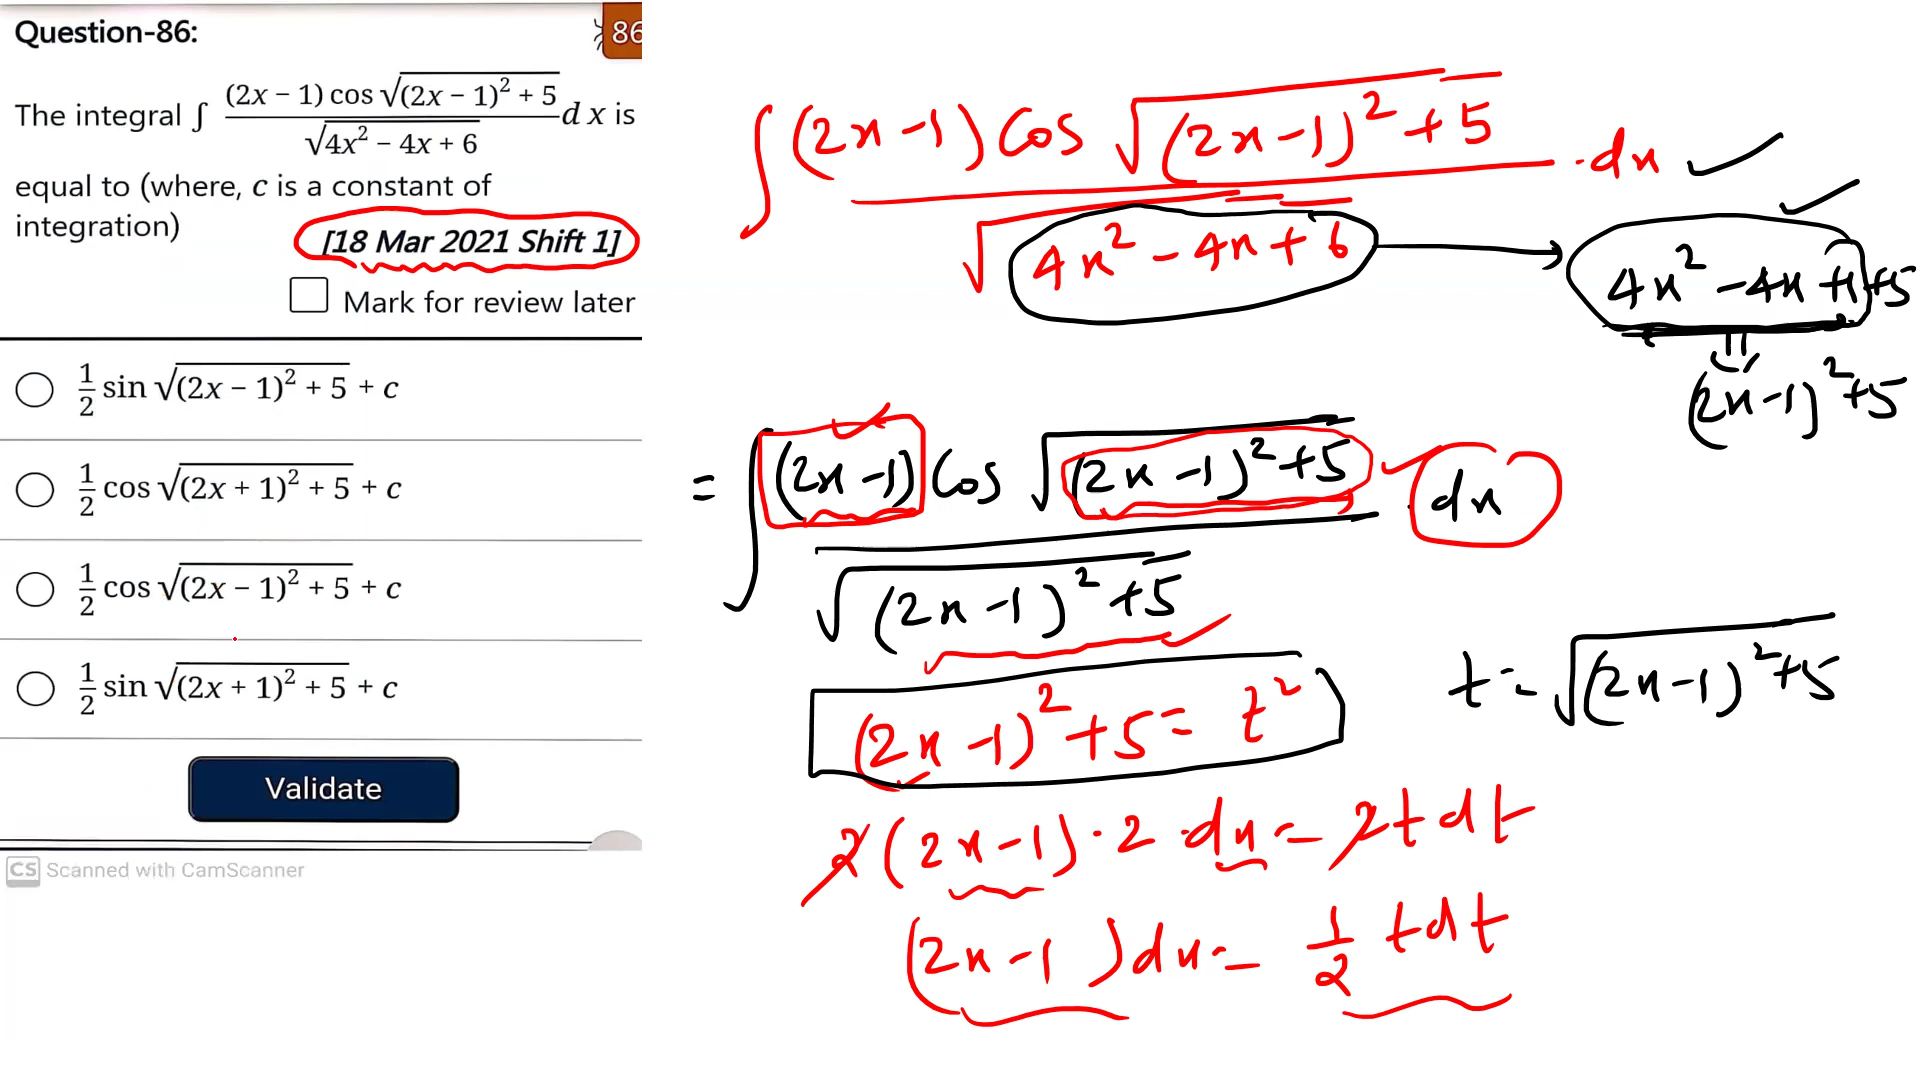 Question-86:
86
The integral ∫ (2x − 1) cos √((2x − 1)² + 5) / √(4x² − 4x + 6) dx is
equal to (where, c is a constant of
integration)
[18 Mar 2021 Shift 1]
Mark for review later
1/2 sin √((2x − 1)² + 5) + c
1/2 cos √((2x + 1)² + 5) + c
1/2 cos √((2x − 1)² + 5) + c
1/2 sin √((2x + 1)² + 5) + c
Validate
CS Scanned with CamScanner
∫ (2x−1) Cos √((2x−1)²+5) / √(4x²−4x+6) ·dx
4x²−4x+1+5
(2x−1)²+5
= ∫ (2x−1) Cos √((2x−1)²+5) / √((2x−1)²+5) · dx
(2x−1)²+5 = t²
t = √((2x−1)²+5)
2(2x−1)·2·dx = 2tdt
(2x−1)dx = 1/2 tdt